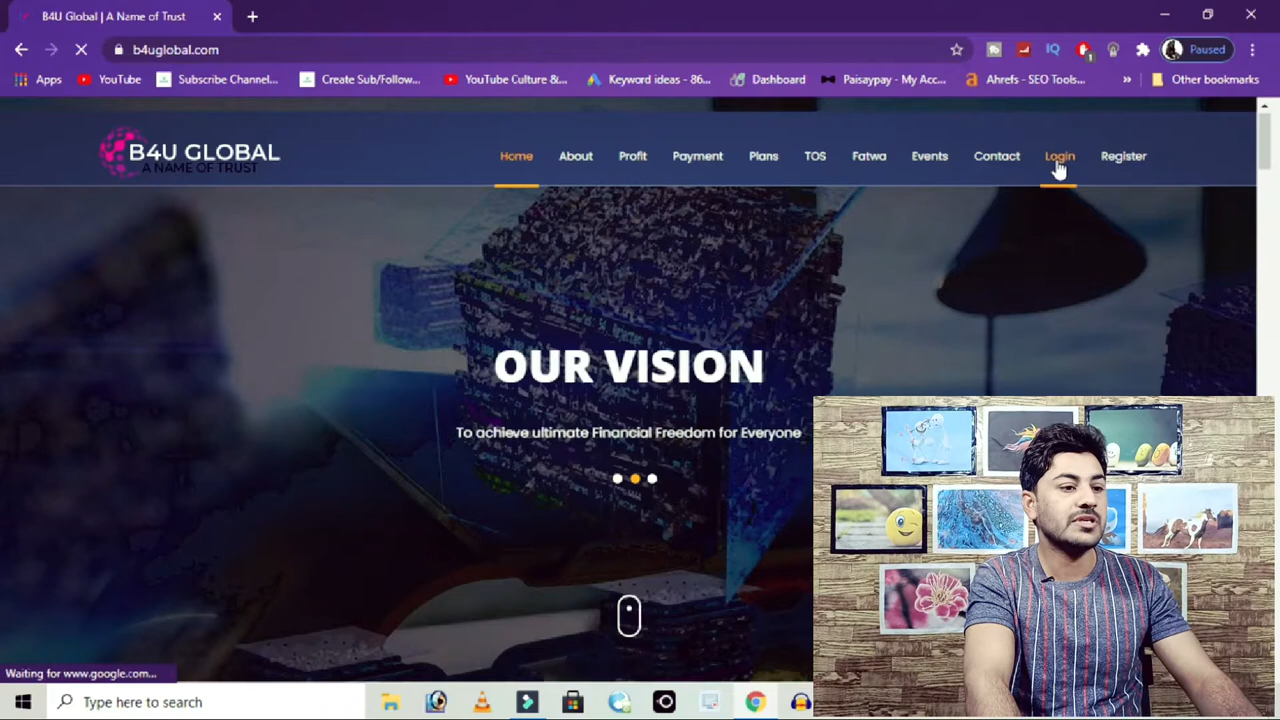 B4U Global | A Name of Trust
b4uglobal.com
Paused
Apps
YouTube
Subscribe Channel...
Create Sub/Follow...
YouTube Culture &...
Keyword ideas - 86...
Dashboard
Paisaypay - My Acc...
Ahrefs - SEO Tools...
»
Other bookmarks
B4U GLOBAL
A NAME OF TRUST
Home
About
Profit
Payment
Plans
TOS
Fatwa
Events
Contact
Login
Register
OUR VISION
To achieve ultimate Financial Freedom for Everyone
Waiting for www.google.com...
Type here to search